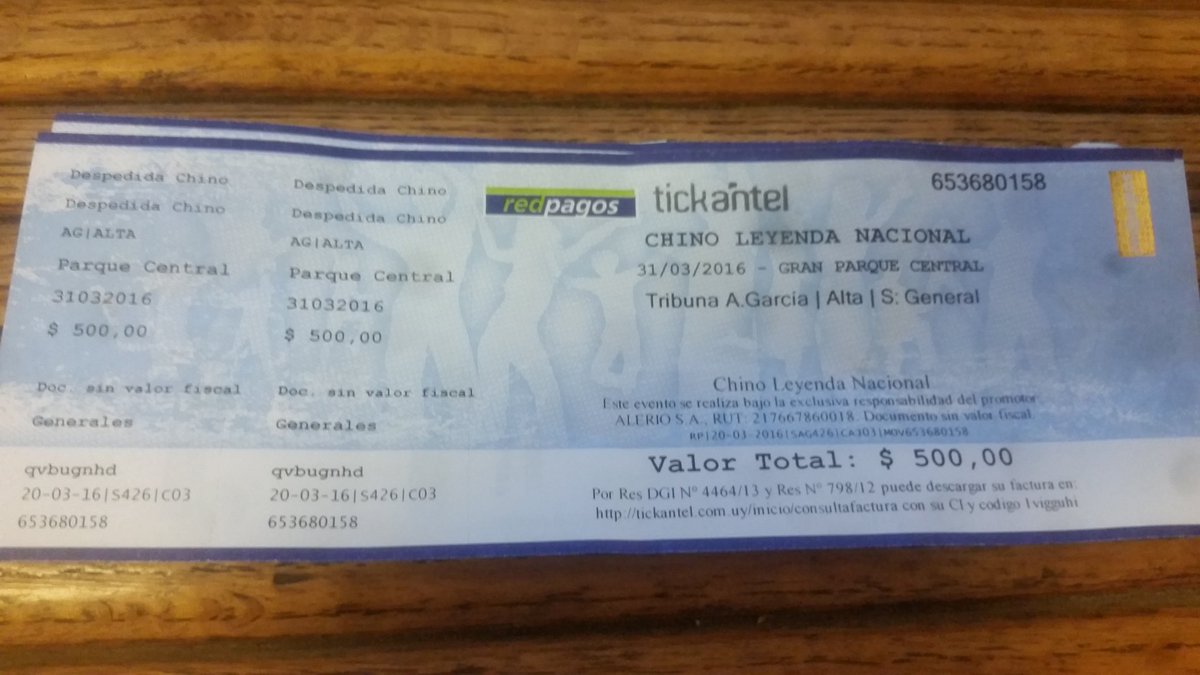 Despedida Chino
Despedida Chino
AG|ALTA
Parque Central
31032016
$ 500,00
Doc. sin valor fiscal
Generales
qvbugnhd
20-03-16|S426|C03
653680158
Despedida Chino
Despedida Chino
AG|ALTA
Parque Central
31032016
$ 500,00
Doc. sin valor fiscal
Generales
qvbugnhd
20-03-16|S426|C03
653680158
redpagos
tickantel
653680158
CHINO LEYENDA NACIONAL
31/03/2016 - GRAN PARQUE CENTRAL
Tribuna A.García | Alta | S: General
Chino Leyenda Nacional
Este evento se realiza bajo la exclusiva responsabilidad del promotor
ALERIO S.A., RUT: 217667860018. Documento sin valor fiscal.
RP|20-03-2016|SAG426|CAJ03|MOV653680158
Valor Total: $ 500,00
Por Res DGI Nº 4464/13 y Res Nº 798/12 puede descargar su factura en:
http://tickantel.com.uy/inicio/consultafactura con su CI y codigo 1vigguhi